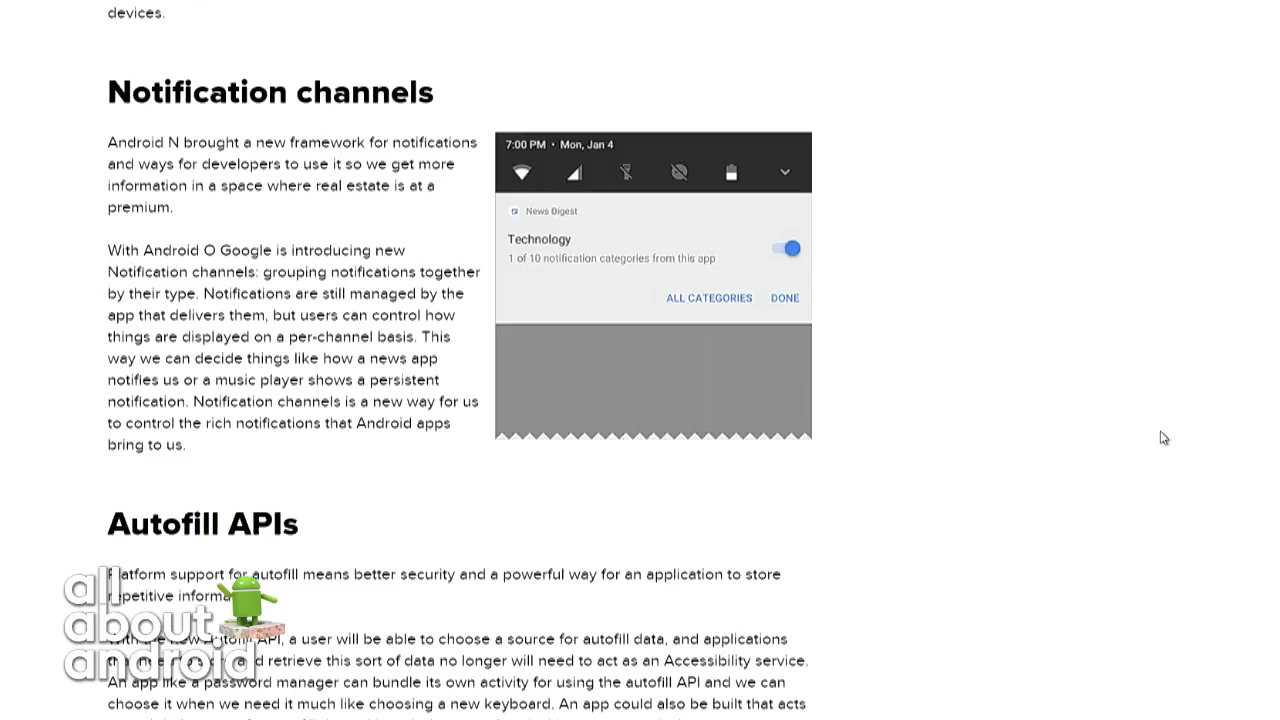 devices.
Notification channels
Android N brought a new framework for notifications
and ways for developers to use it so we get more
information in a space where real estate is at a
premium.
With Android O Google is introducing new
Notification channels: grouping notifications together
by their type. Notifications are still managed by the
app that delivers them, but users can control how
things are displayed on a per-channel basis. This
way we can decide things like how a news app
notifies us or a music player shows a persistent
notification. Notification channels is a new way for us
to control the rich notifications that Android apps
bring to us.
7:00 PM • Mon, Jan 4
News Digest
Technology
1 of 10 notification categories from this app
ALL CATEGORIES DONE
Autofill APIs
Platform support for autofill means better security and a powerful way for an application to store
repetitive
With the new Autofill API, a user will be able to choose a source for autofill data, and applications
and retrieve this sort of data no longer will need to act as an Accessibility service.
An app like a password manager can bundle its own activity for using the autofill API and we can
choose it when we need it much like choosing a new keyboard. An app could also be built that acts
all
about
android